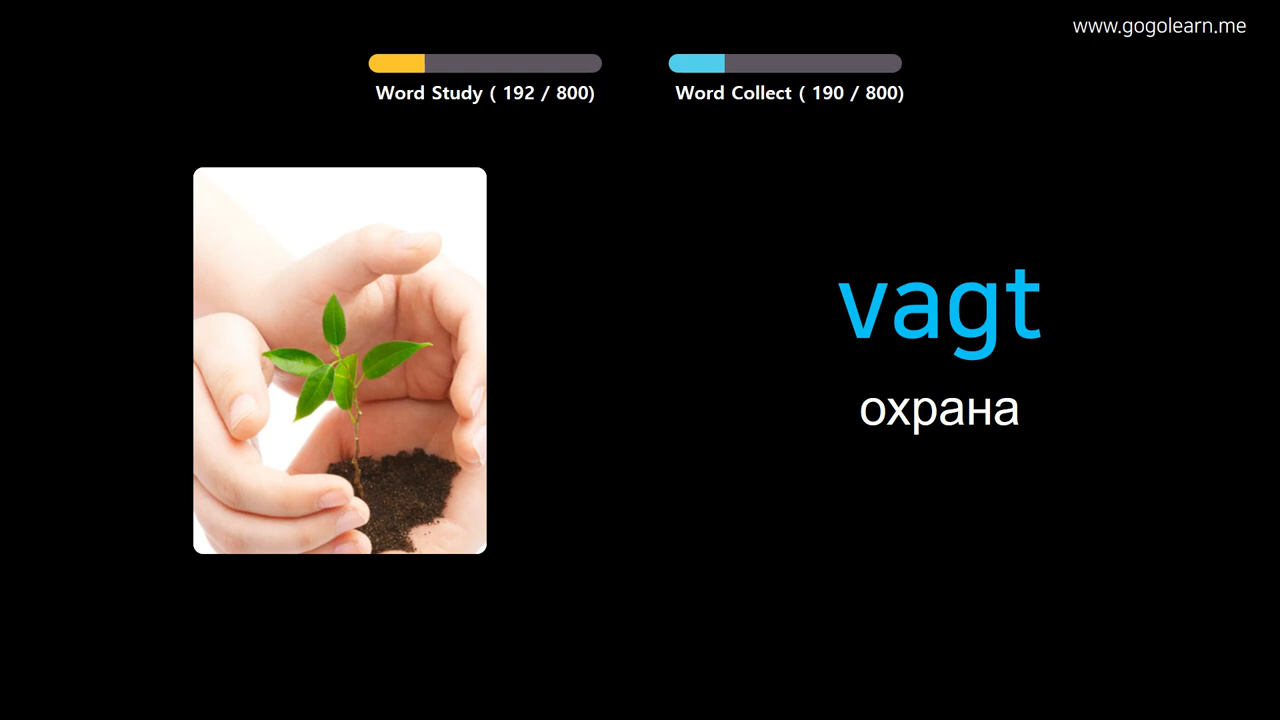 www.gogolearn.me
Word Study ( 192 / 800)
Word Collect ( 190 / 800)
vagt
охрана